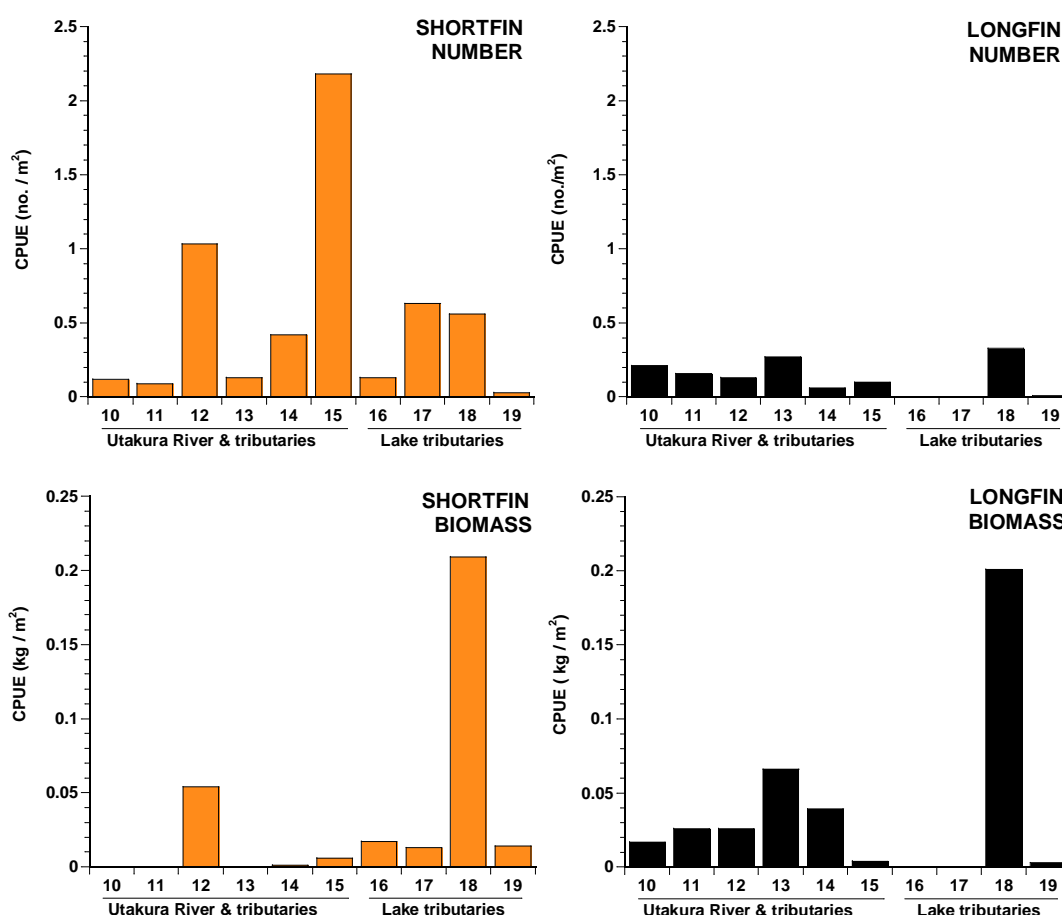 SHORTFIN
NUMBER
CPUE (no. / m²)
2.5
2
1.5
1
0.5
0
10 11 12 13 14 15 16 17 18 19
Utakura River & tributaries Lake tributaries
LONGFIN
NUMBER
CPUE (no./m²)
2.5
2
1.5
1
0.5
0
10 11 12 13 14 15 16 17 18 19
Utakura River & tributaries Lake tributaries
SHORTFIN
BIOMASS
CPUE (kg / m²)
0.25
0.2
0.15
0.1
0.05
0
10 11 12 13 14 15 16 17 18 19
Utakura River & tributaries Lake tributaries
LONGFIN
BIOMASS
CPUE ( kg / m²)
0.25
0.2
0.15
0.1
0.05
0
10 11 12 13 14 15 16 17 18 19
Utakura River & tributaries Lake tributaries